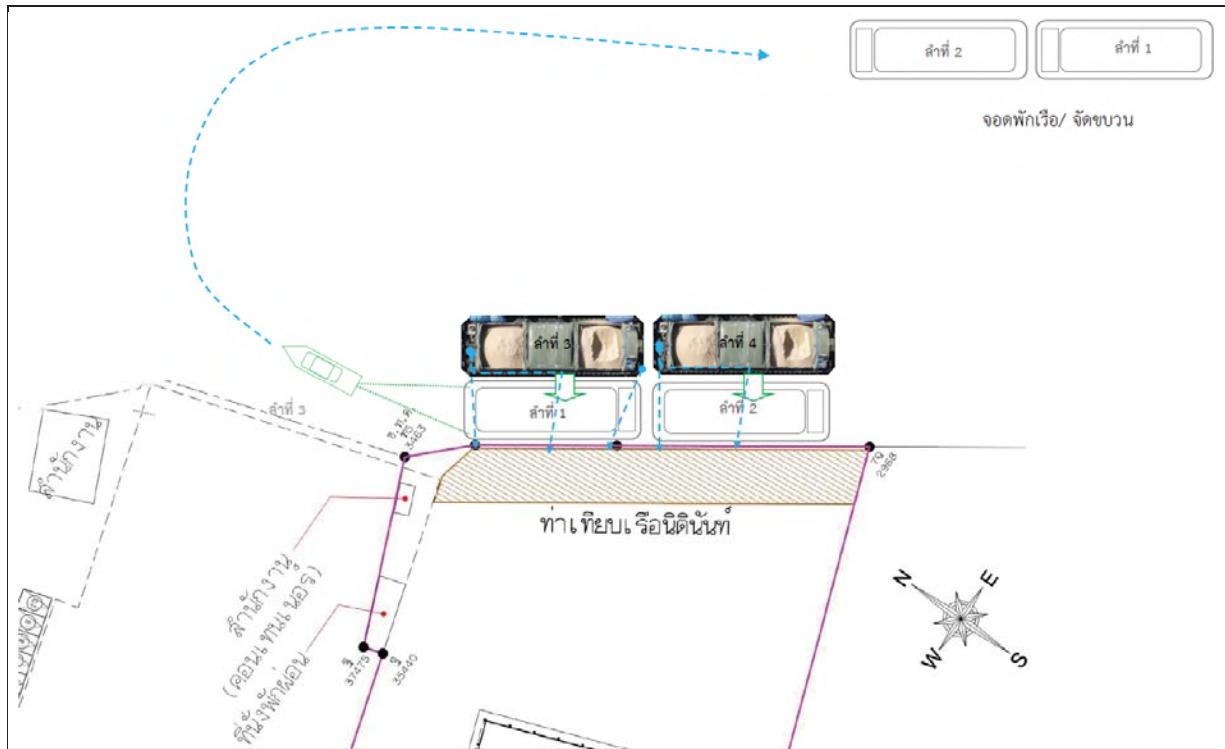 ลำที่ 2
ลำที่ 1
จอดพักเรือ/ จัดขบวน
ลำที่ 3
ลำที่ 4
ลำที่ 1
ลำที่ 2
ลำที่ 3
3463
2968
สำนักงาน
ท่าเทียบเรือนิตินันท์
สำนักงาน
(คอนเทนเนอร์)
ที่นั่งพักผ่อน
37475
35440
N
E
W
S